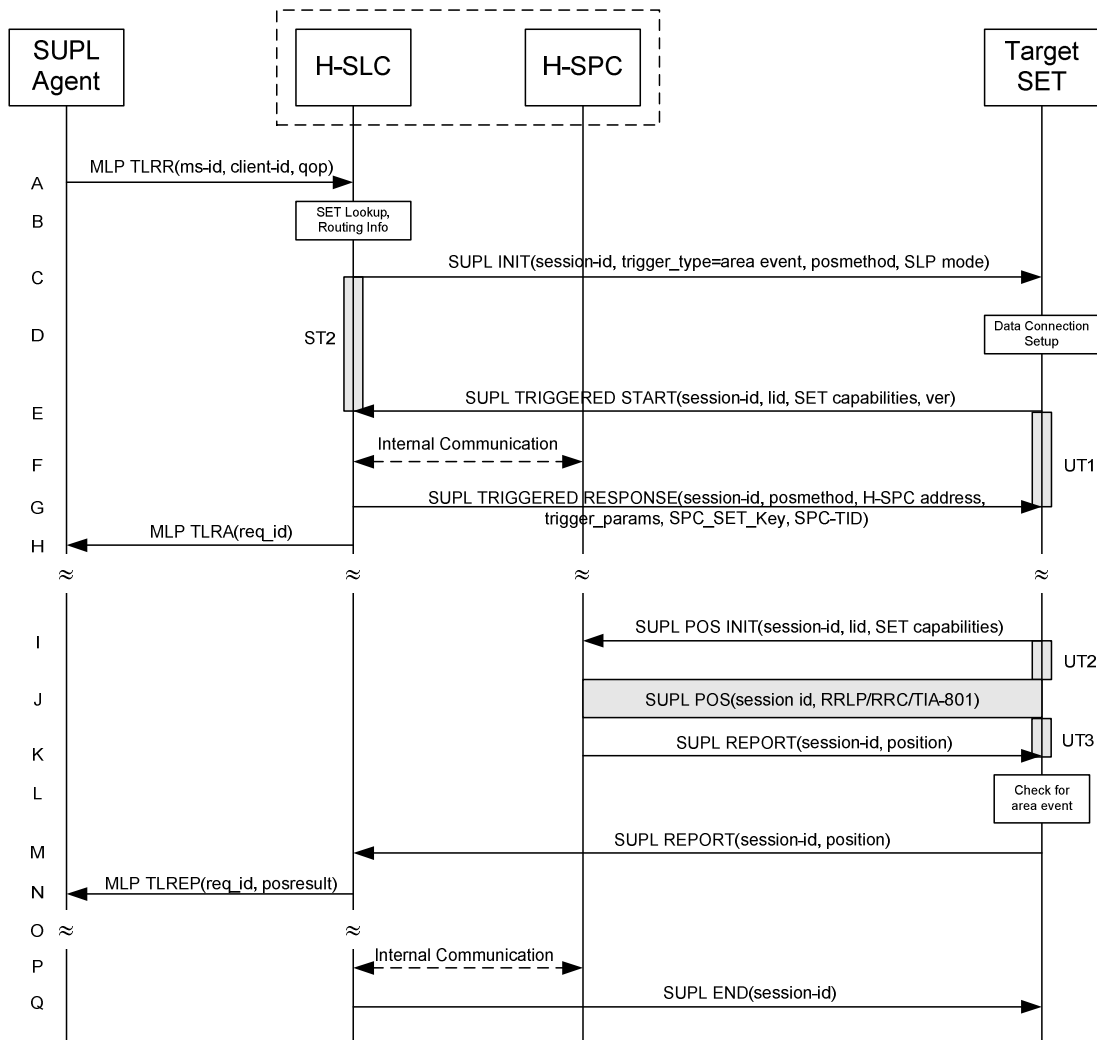 SUPL
Agent
H-SLC
H-SPC
Target
SET
A
MLP TLRR(ms-id, client-id, qop)
B
SET Lookup,
Routing Info
C
SUPL INIT(session-id, trigger_type=area event, posmethod, SLP mode)
D
ST2
Data Connection
Setup
E
SUPL TRIGGERED START(session-id, lid, SET capabilities, ver)
F
Internal Communication
UT1
G
SUPL TRIGGERED RESPONSE(session-id, posmethod, H-SPC address,
trigger_params, SPC_SET_Key, SPC-TID)
H
MLP TLRA(req_id)
≈ ≈ ≈ ≈
I
SUPL POS INIT(session-id, lid, SET capabilities)
UT2
J
SUPL POS(session id, RRLP/RRC/TIA-801)
K
SUPL REPORT(session-id, position)
UT3
L
Check for
area event
M
SUPL REPORT(session-id, position)
N
MLP TLREP(req_id, posresult)
O
≈ ≈
P
Internal Communication
Q
SUPL END(session-id)